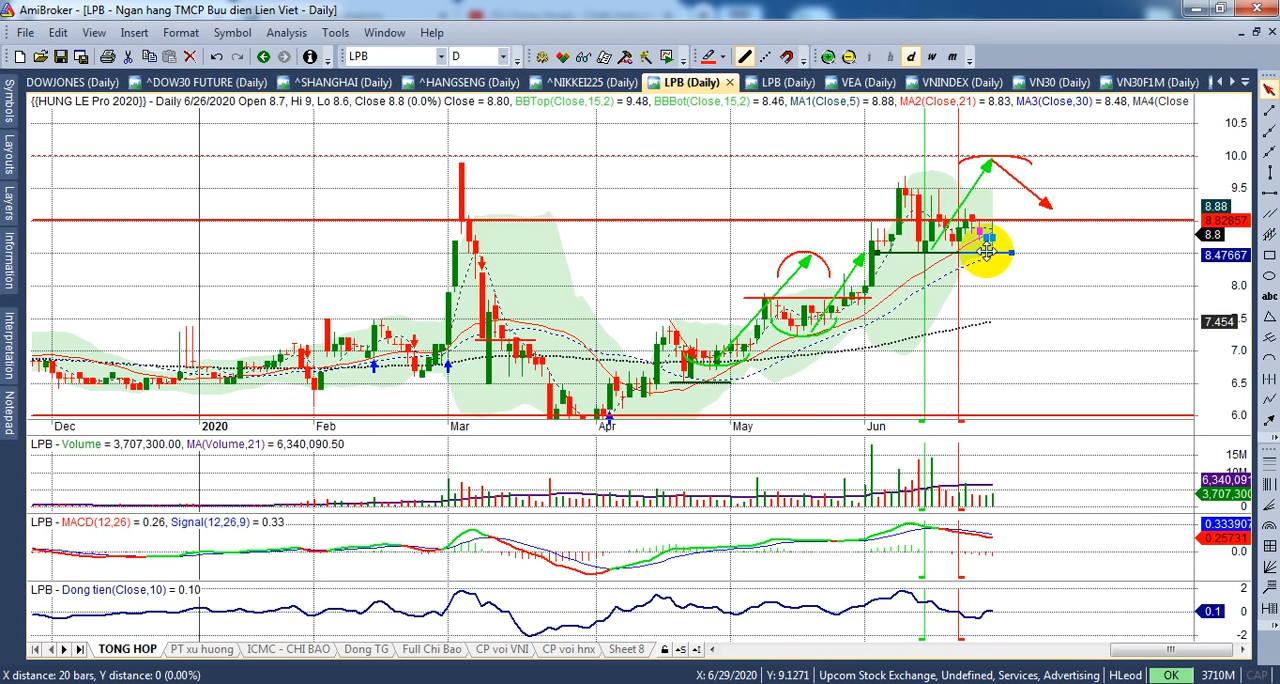 AmiBroker - [LPB - Ngan hang TMCP Buu dien Lien Viet - Daily]
File Edit View Insert Format Symbol Analysis Tools Window Help
LPB D i h d w m
DOWJONES (Daily) ^DOW30 FUTURE (Daily) ^SHANGHAI (Daily) ^HANGSENG (Daily) ^NIKKEI225 (Daily) LPB (Daily) LPB (Daily) VEA (Daily) VNINDEX (Daily) VN30 (Daily) VN30F1M (Daily)
{{HUNG LE Pro 2020}} - Daily 6/26/2020 Open 8.7, Hi 9, Lo 8.6, Close 8.8 (0.0%) Close = 8.80, BBTop(Close,15,2) = 9.48, BBBot(Close,15,2) = 8.46, MA1(Close,5) = 8.88, MA2(Close,21) = 8.83, MA3(Close,30) = 8.48, MA4(Close
Symbols
Layouts
Layers
Information
Interpretation
Notepad
10.5
10.0
9.5
8.88
8.82857
8.8
8.47667
8.0
7.454
7.0
6.5
6.0
Dec 2020 Feb Mar Apr May Jun
LPB - Volume = 3,707,300.00, MA(Volume,21) = 6,340,090.50
15M
10M
6,340,091
3,707,300
LPB - MACD(12,26) = 0.26, Signal(12,26,9) = 0.33
0.333907
0.25731
0.0
LPB - Dong tien(Close,10) = 0.10
2
0.1
0
-2
TONG HOP PT xu huong ICMC - CHI BAO Dong TG Full Chi Bao CP voi VNI CP voi hnx Sheet 8
X distance: 20 bars, Y distance: 0 (0.00%) X: 6/29/2020 Y: 9.1271 Upcom Stock Exchange, Undefined, Services, Advertising HLeod OK 3710M CAP